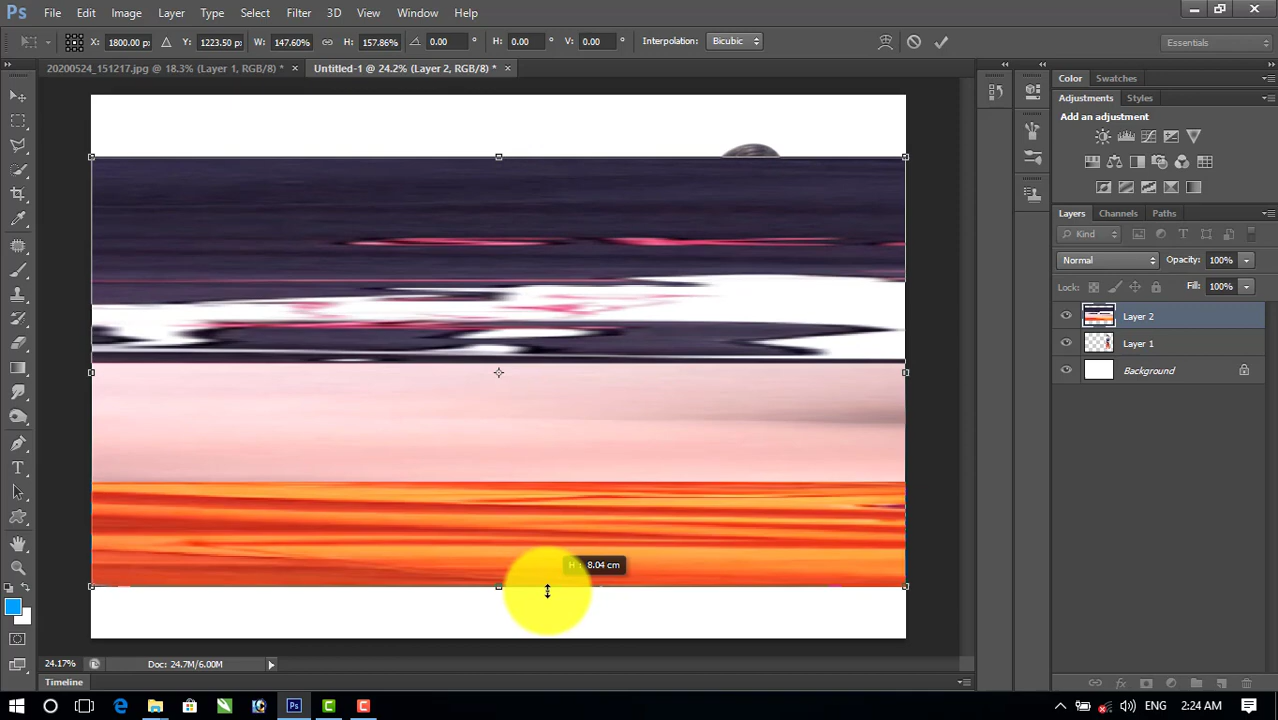 Ps File Edit Image Layer Type Select Filter 3D View Window Help
X: 1800.00 px Y: 1223.50 px W: 147.60% H: 157.86% 0.00 ° H: 0.00 ° V: 0.00 ° Interpolation: Bicubic Essentials
20200524_151217.jpg @ 18.3% (Layer 1, RGB/8) * × Untitled-1 @ 24.2% (Layer 2, RGB/8) * ×
Color Swatches
Adjustments Styles
Add an adjustment
Layers Channels Paths
Kind
Normal Opacity: 100%
Lock: Fill: 100%
Layer 2
Layer 1
Background
H : 8.04 cm
24.17% Doc: 24.7M/6.00M
Timeline
ENG 2:24 AM